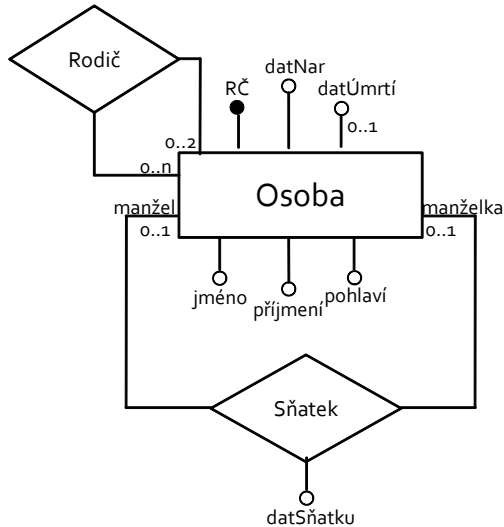 Rodič
datNar
RČ
datÚmrtí
0..1
0..2
0..n
Osoba
manžel
manželka
0..1
0..1
jméno
příjmení
pohlaví
Sňatek
datSňatku